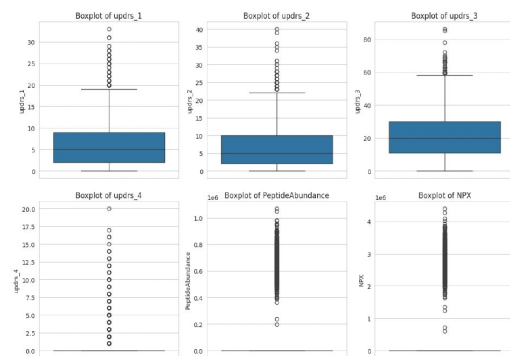 Boxplot of updrs_1
Boxplot of updrs_2
Boxplot of updrs_3
updrs_1
30
25
20
15
10
5
0
updrs_2
40
35
30
25
20
15
10
5
0
updrs_3
80
60
40
20
0
Boxplot of updrs_4
Boxplot of PeptideAbundance
Boxplot of NPX
updrs_4
20.0
17.5
15.0
12.5
10.0
7.5
5.0
2.5
0.0
1e6
PeptideAbundance
1.0
0.8
0.6
0.4
0.2
0.0
1e6
NPX
4
3
2
1
0